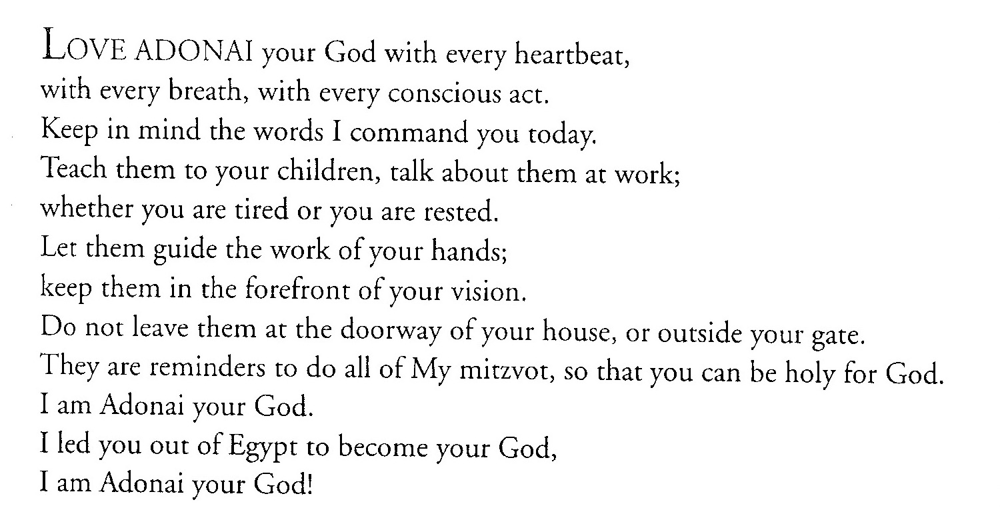 LOVE ADONAI your God with every heartbeat,
with every breath, with every conscious act.
Keep in mind the words I command you today.
Teach them to your children, talk about them at work;
whether you are tired or you are rested.
Let them guide the work of your hands;
keep them in the forefront of your vision.
Do not leave them at the doorway of your house, or outside your gate.
They are reminders to do all of My mitzvot, so that you can be holy for God.
I am Adonai your God.
I led you out of Egypt to become your God,
I am Adonai your God!